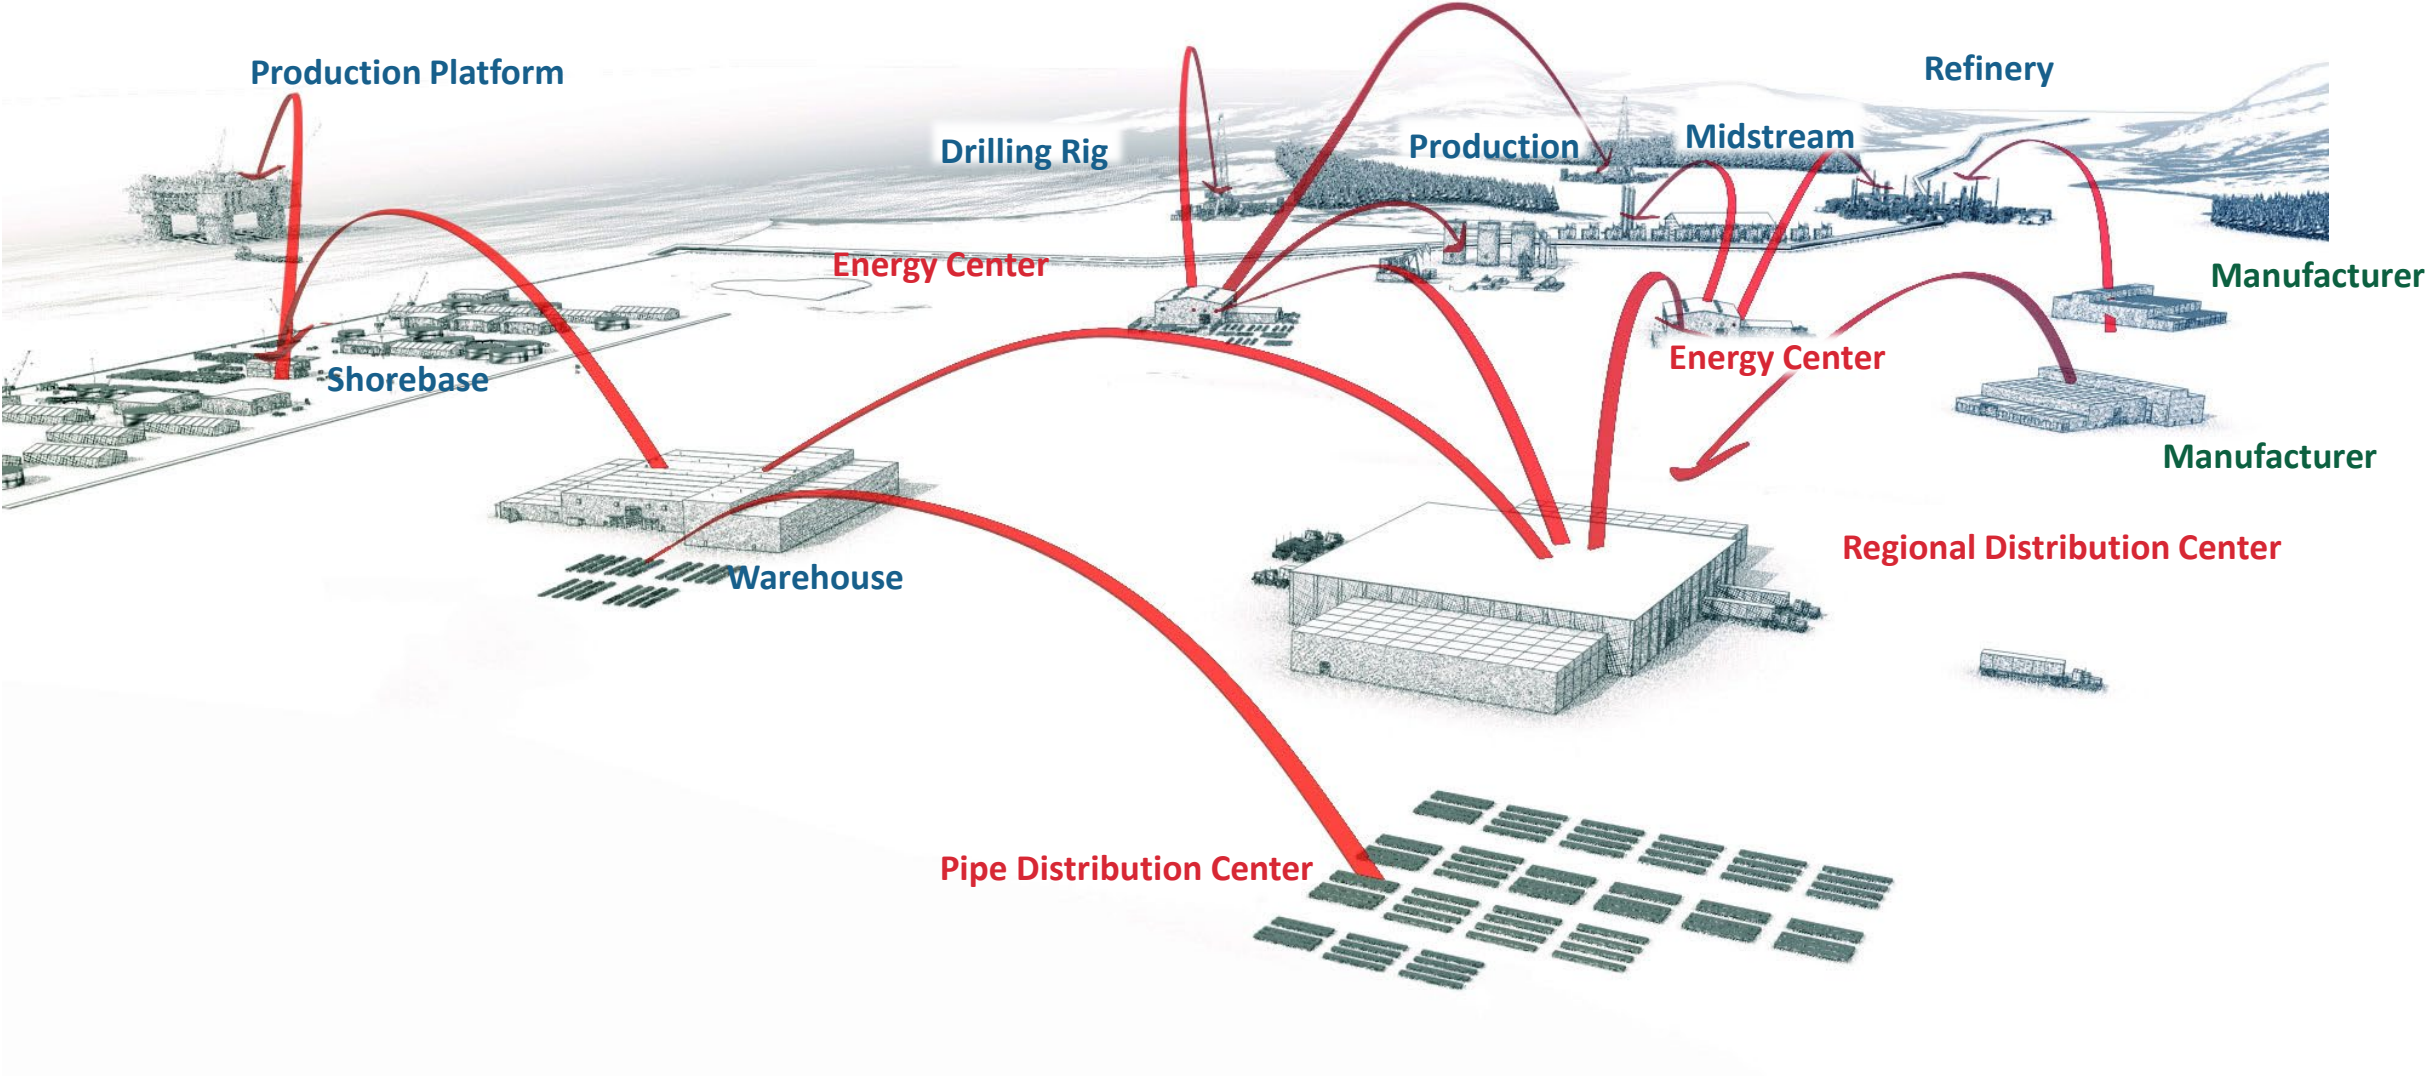 Production Platform
Refinery
Drilling Rig
Production
Midstream
Energy Center
Manufacturer
Shorebase
Energy Center
Manufacturer
Warehouse
Regional Distribution Center
Pipe Distribution Center